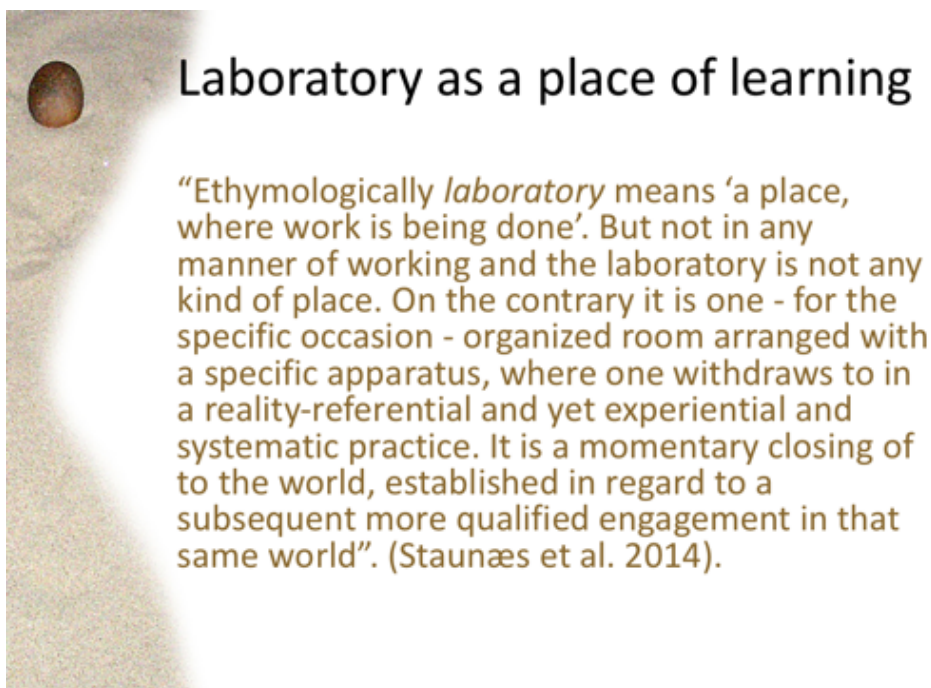 Laboratory as a place of learning
“Ethymologically laboratory means ‘a place,
where work is being done’. But not in any
manner of working and the laboratory is not any
kind of place. On the contrary it is one - for the
specific occasion - organized room arranged with
a specific apparatus, where one withdraws to in
a reality-referential and yet experiential and
systematic practice. It is a momentary closing of
to the world, established in regard to a
subsequent more qualified engagement in that
same world”. (Staunæs et al. 2014).